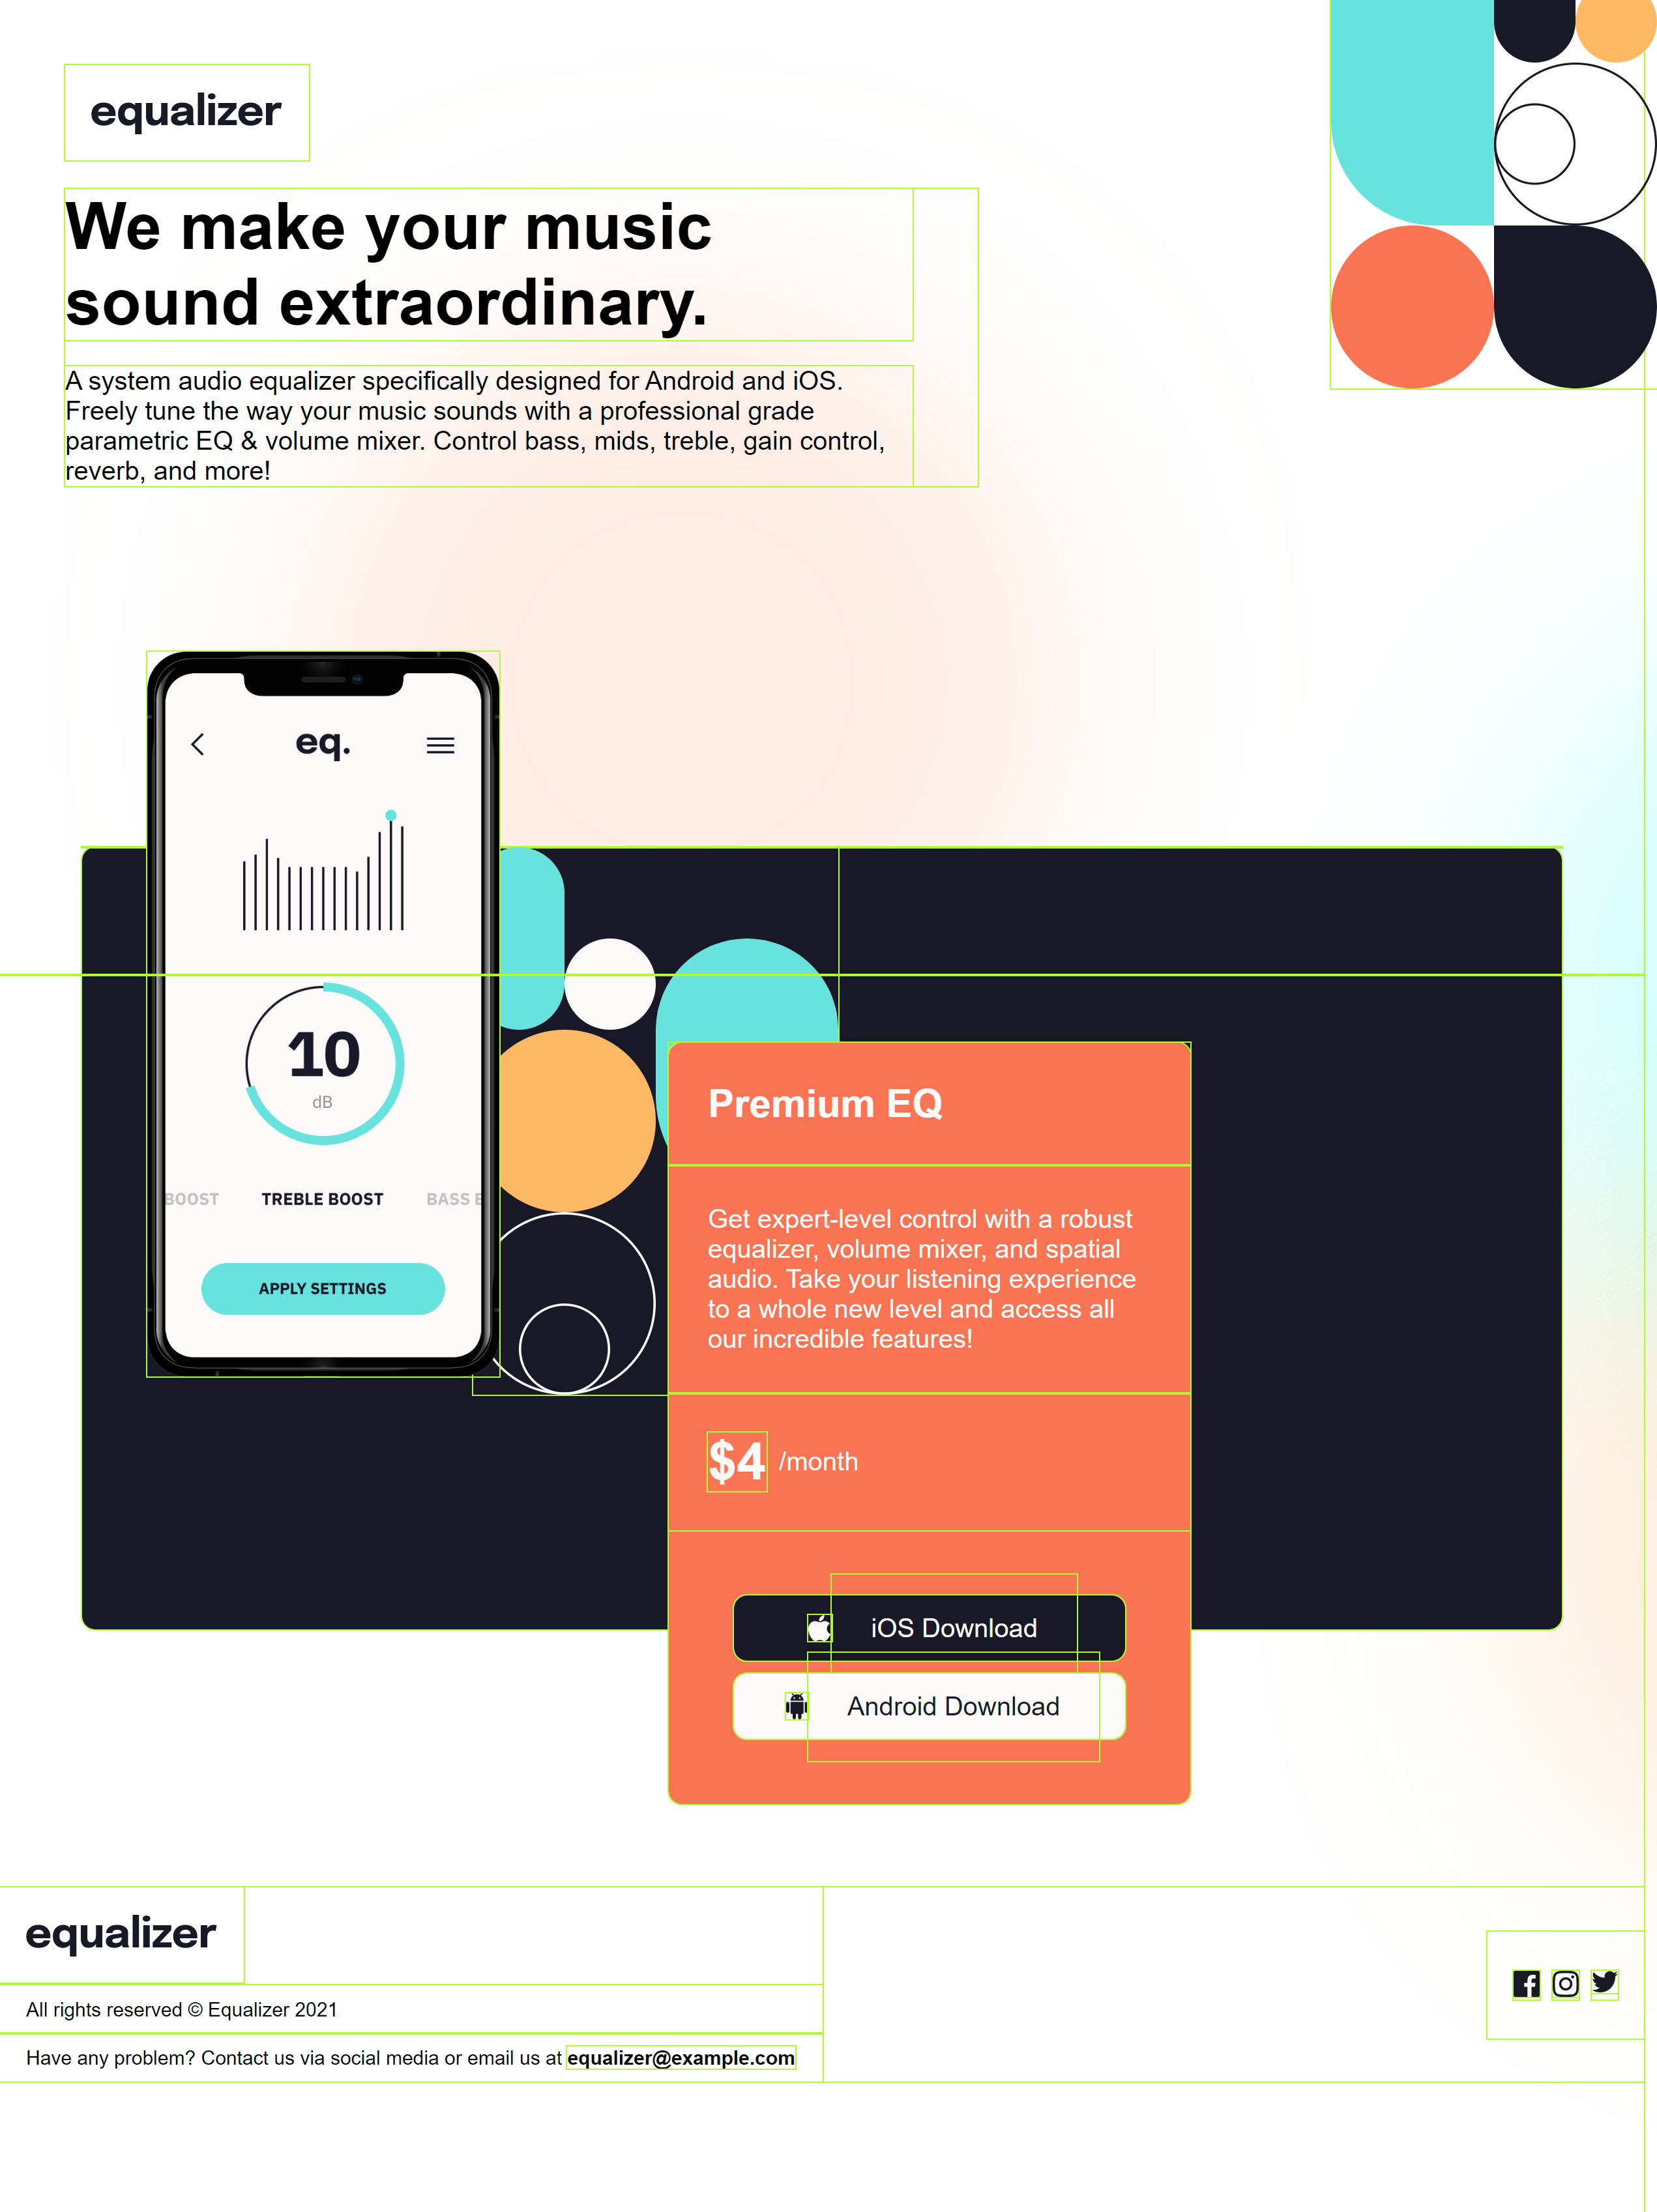 equalizer
We make your music
sound extraordinary.
A system audio equalizer specifically designed for Android and iOS.
Freely tune the way your music sounds with a professional grade
parametric EQ & volume mixer. Control bass, mids, treble, gain control,
reverb, and more!
eq.
10
dB
BOOST TREBLE BOOST BASS
APPLY SETTINGS
Premium EQ
Get expert-level control with a robust
equalizer, volume mixer, and spatial
audio. Take your listening experience
to a whole new level and access all
our incredible features!
$4 /month
iOS Download
Android Download
equalizer
All rights reserved © Equalizer 2021
Have any problem? Contact us via social media or email us at equalizer@example.com